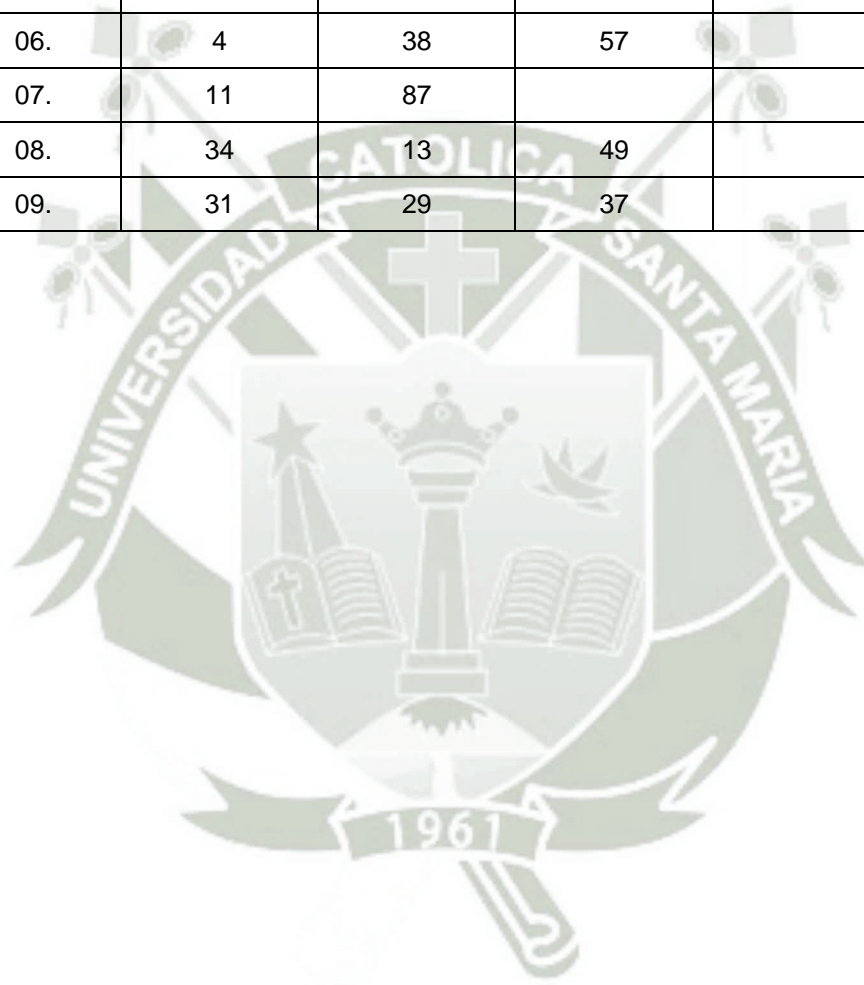 06. 4 38 57
07. 11 87
08. 34 13 49
09. 31 29 37
UNIVERSIDAD CATOLICA SANTA MARIA
1961